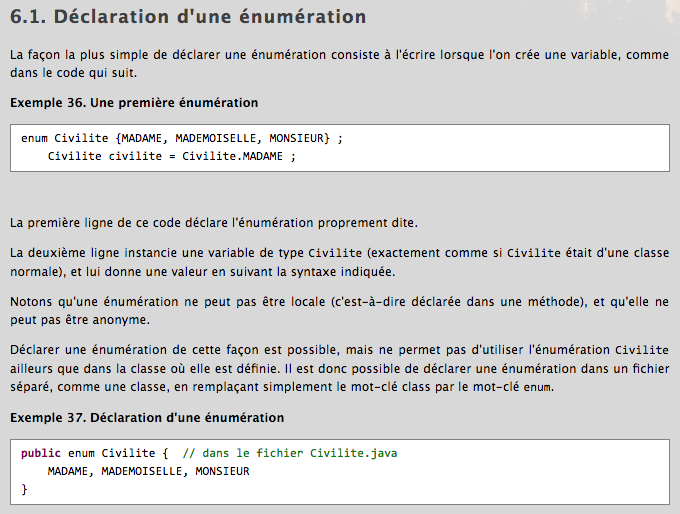 6.1. Déclaration d'une énumération
La façon la plus simple de déclarer une énumération consiste à l'écrire lorsque l'on crée une variable, comme
dans le code qui suit.
Exemple 36. Une première énumération
enum Civilite {MADAME, MADEMOISELLE, MONSIEUR} ;
    Civilite civilite = Civilite.MADAME ;
La première ligne de ce code déclare l'énumération proprement dite.
La deuxième ligne instancie une variable de type Civilite (exactement comme si Civilite était d'une classe
normale), et lui donne une valeur en suivant la syntaxe indiquée.
Notons qu'une énumération ne peut pas être locale (c'est-à-dire déclarée dans une méthode), et qu'elle ne
peut pas être anonyme.
Déclarer une énumération de cette façon est possible, mais ne permet pas d'utiliser l'énumération Civilite
ailleurs que dans la classe où elle est définie. Il est donc possible de déclarer une énumération dans un fichier
séparé, comme une classe, en remplaçant simplement le mot-clé class par le mot-clé enum.
Exemple 37. Déclaration d'une énumération
public enum Civilite {  // dans le fichier Civilite.java
    MADAME, MADEMOISELLE, MONSIEUR
}